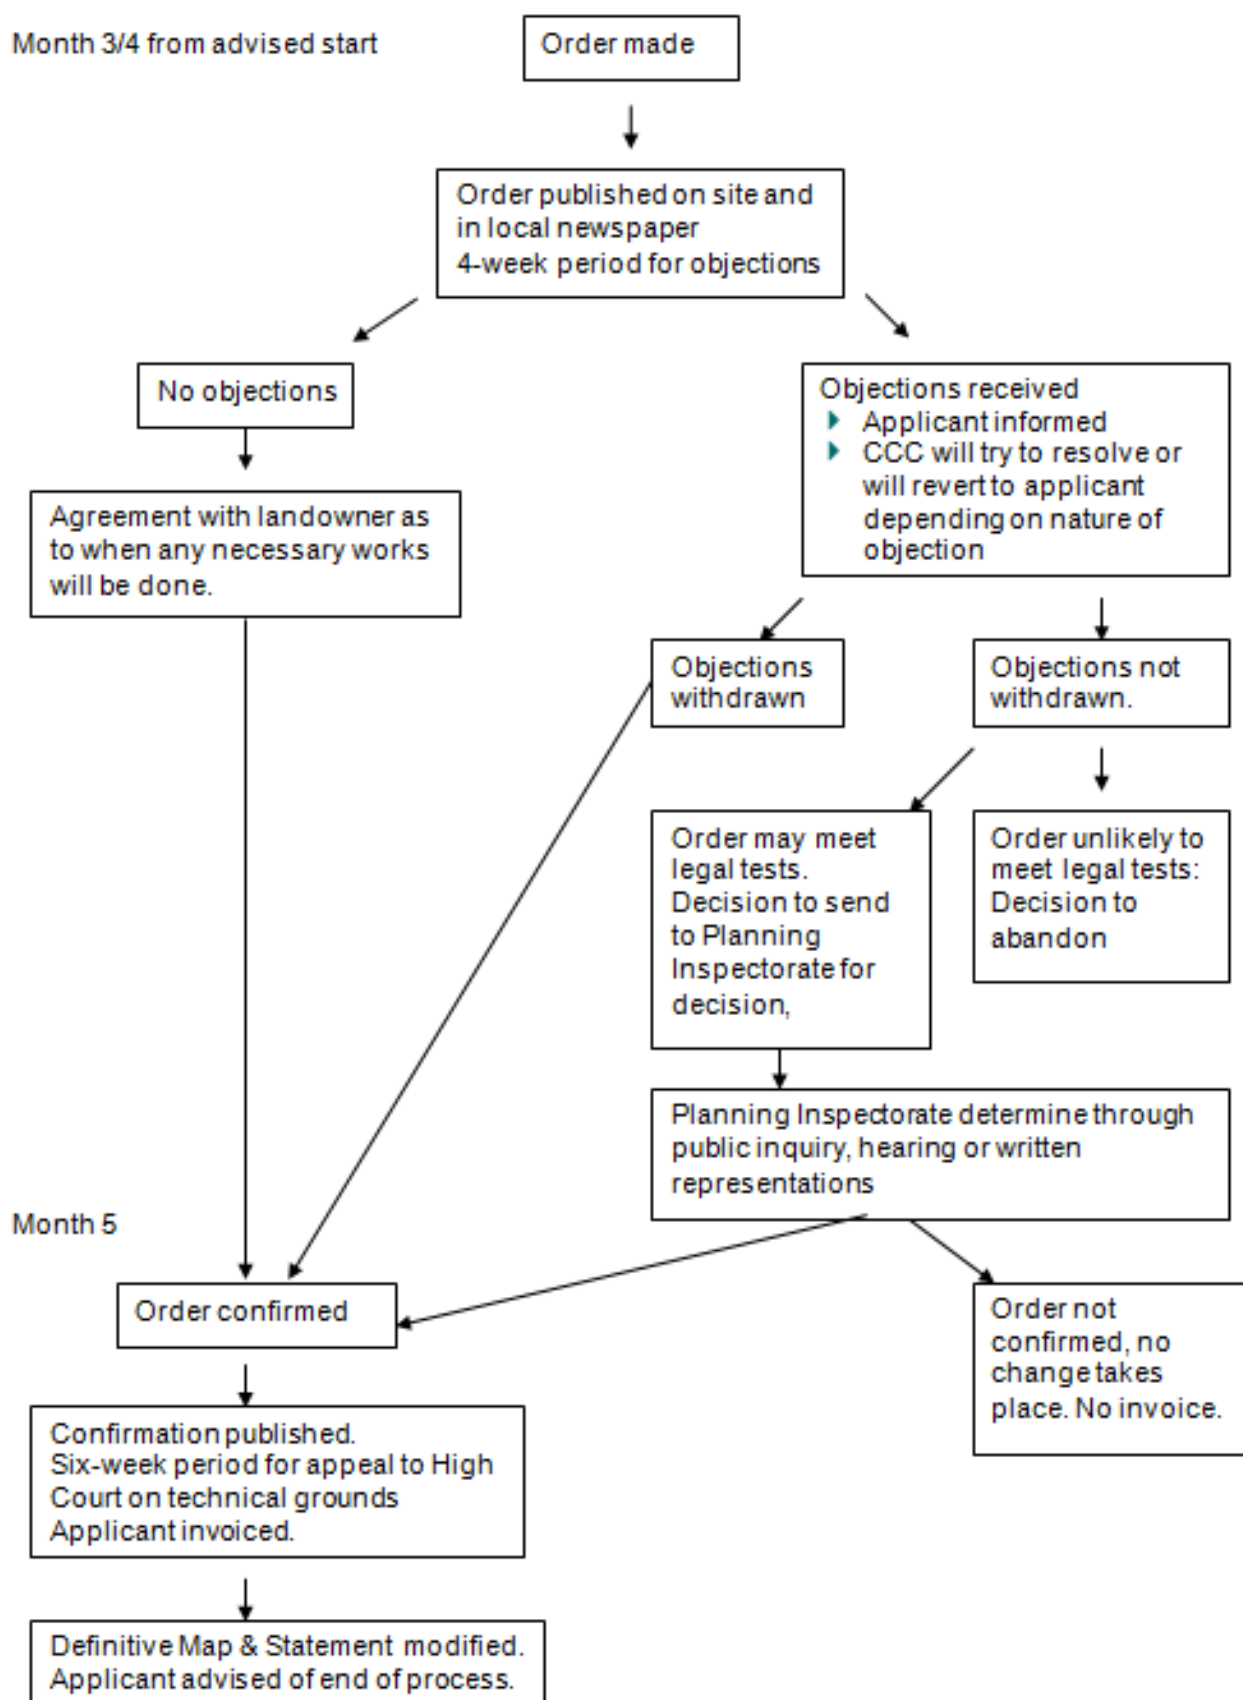 Month 3/4 from advised start
Order made
Order published on site and
in local newspaper
4-week period for objections
No objections
Objections received
Applicant informed
CCC will try to resolve or
will revert to applicant
depending on nature of
objection
Agreement with landowner as
to when any necessary works
will be done.
Objections
withdrawn
Objections not
withdrawn.
Order may meet
legal tests.
Decision to send
to Planning
Inspectorate for
decision,
Order unlikely to
meet legal tests:
Decision to
abandon
Planning Inspectorate determine through
public inquiry, hearing or written
representations
Month 5
Order confirmed
Order not
confirmed, no
change takes
place. No invoice.
Confirmation published.
Six-week period for appeal to High
Court on technical grounds
Applicant invoiced.
Definitive Map & Statement modified.
Applicant advised of end of process.